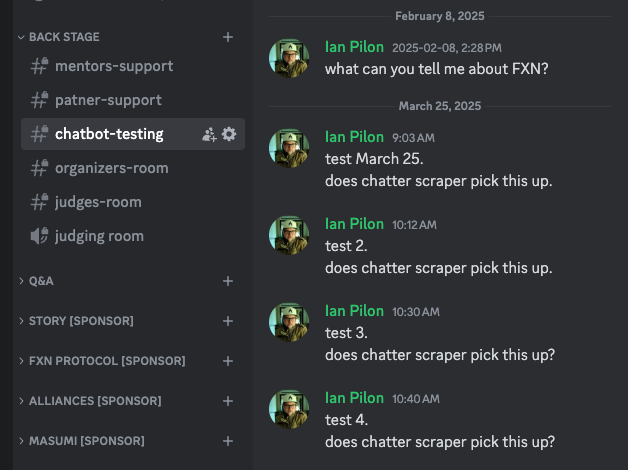 BACK STAGE
mentors-support
patner-support
chatbot-testing
organizers-room
judges-room
judging room
Q&A
STORY [SPONSOR]
FXN PROTOCOL [SPONSOR]
ALLIANCES [SPONSOR]
MASUMI [SPONSOR]
February 8, 2025
Ian Pilon 2025-02-08, 2:28 PM
what can you tell me about FXN?
March 25, 2025
Ian Pilon 9:03 AM
test March 25.
does chatter scraper pick this up.
Ian Pilon 10:12 AM
test 2.
does chatter scraper pick this up.
Ian Pilon 10:30 AM
test 3.
does chatter scraper pick this up?
Ian Pilon 10:40 AM
test 4.
does chatter scraper pick this up?